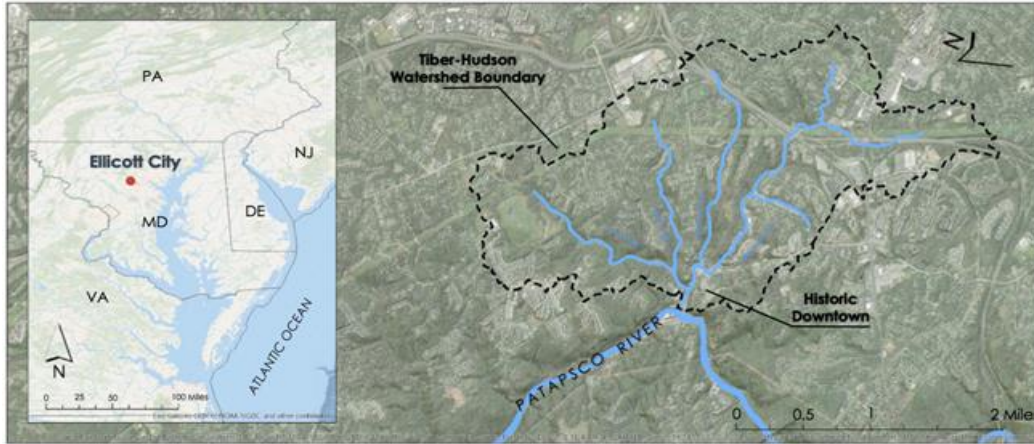 PA
Ellicott City
NJ
MD
DE
VA
ATLANTIC OCEAN
N
0 25 50 100 Miles
Tiber-Hudson
Watershed Boundary
N
Historic
Downtown
PATAPSCO RIVER
0 0.5 1 2 Miles